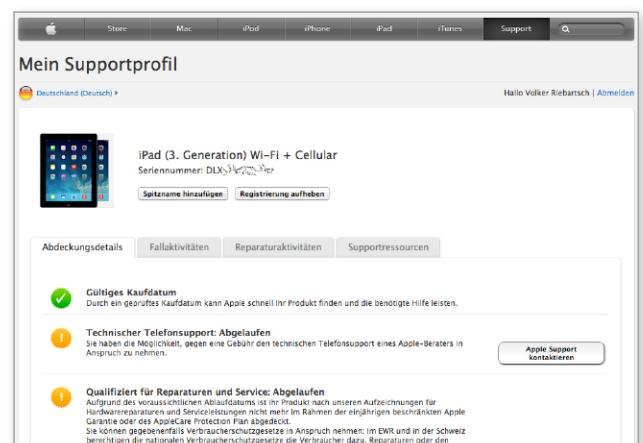 Store Mac iPod iPhone iPad iTunes Support
Mein Supportprofil
Deutschland (Deutsch) Hallo Volker Riebartsch | Abmelden
iPad (3. Generation) Wi-Fi + Cellular
Seriennummer: DLX
Spitzname hinzufügen Registrierung aufheben
Abdeckungsdetails Fallaktivitäten Reparaturaktivitäten Supportressourcen
Gültiges Kaufdatum
Durch ein geprüftes Kaufdatum kann Apple schnell Ihr Produkt finden und die benötigte Hilfe leisten.
Technischer Telefonsupport: Abgelaufen
Sie haben die Möglichkeit, gegen eine Gebühr den technischen Telefonsupport eines Apple-Beraters in
Anspruch zu nehmen.
Apple Support
kontaktieren
Qualifiziert für Reparaturen und Service: Abgelaufen
Aufgrund des voraussichtlichen Ablaufdatums ist Ihr Produkt nach unseren Aufzeichnungen für
Hardwarereparaturen und Serviceleistungen nicht mehr im Rahmen der einjährigen beschränkten Apple
Garantie oder des AppleCare Protection Plan abgedeckt.
Sie können gegebenenfalls Verbraucherschutzgesetze in Anspruch nehmen: Im EWR und in der Schweiz
berechtigen die nationalen Verbraucherschutzgesetze die Verbraucher dazu, Reparaturen oder den